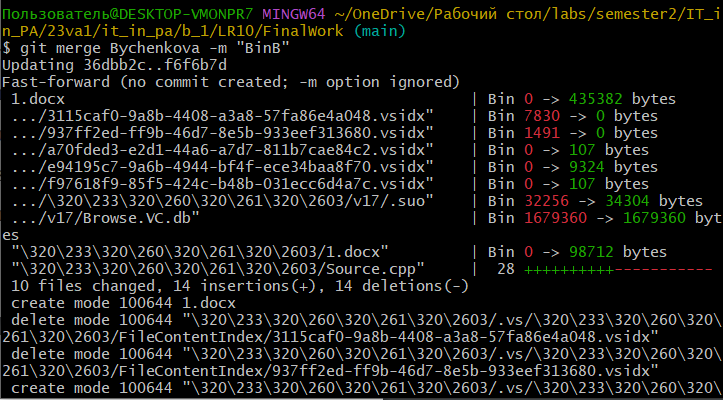 Пользователь@DESKTOP-VMONPR7 MINGW64 ~/OneDrive/Рабочий стол/labs/semester2/IT_i
n_PA/23va1/it_in_pa/b_1/LR10/FinalWork (main)
$ git merge Bychenkova -m "BinB"
Updating 36dbb2c..f6f6b7d
Fast-forward (no commit created; -m option ignored)
 1.docx | Bin 0 -> 435382 bytes
 .../3115caf0-9a8b-4408-a3a8-57fa86e4a048.vsidx" | Bin 7830 -> 0 bytes
 .../937ff2ed-ff9b-46d7-8e5b-933eef313680.vsidx" | Bin 1491 -> 0 bytes
 .../a70fded3-e2d1-44a6-a7d7-811b7cae84c2.vsidx" | Bin 0 -> 107 bytes
 .../e94195c7-9a6b-4944-bf4f-ece34baa8f70.vsidx" | Bin 0 -> 9324 bytes
 .../f97618f9-85f5-424c-b48b-031ecc6d4a7c.vsidx" | Bin 0 -> 107 bytes
 .../\320\233\320\260\320\261\320\2603/v17/.suo" | Bin 32256 -> 34304 bytes
 .../v17/Browse.VC.db" | Bin 1679360 -> 1679360 byt
es
 "\320\233\320\260\320\261\320\2603/1.docx" | Bin 0 -> 98712 bytes
 "\320\233\320\260\320\261\320\2603/Source.cpp" | 28 ++++++++++-----------
 10 files changed, 14 insertions(+), 14 deletions(-)
 create mode 100644 1.docx
 delete mode 100644 "\320\233\320\260\320\261\320\2603/.vs/\320\233\320\260\320\
261\320\2603/FileContentIndex/3115caf0-9a8b-4408-a3a8-57fa86e4a048.vsidx"
 delete mode 100644 "\320\233\320\260\320\261\320\2603/.vs/\320\233\320\260\320\
261\320\2603/FileContentIndex/937ff2ed-ff9b-46d7-8e5b-933eef313680.vsidx"
 create mode 100644 "\320\233\320\260\320\261\320\2603/.vs/\320\233\320\260\320\